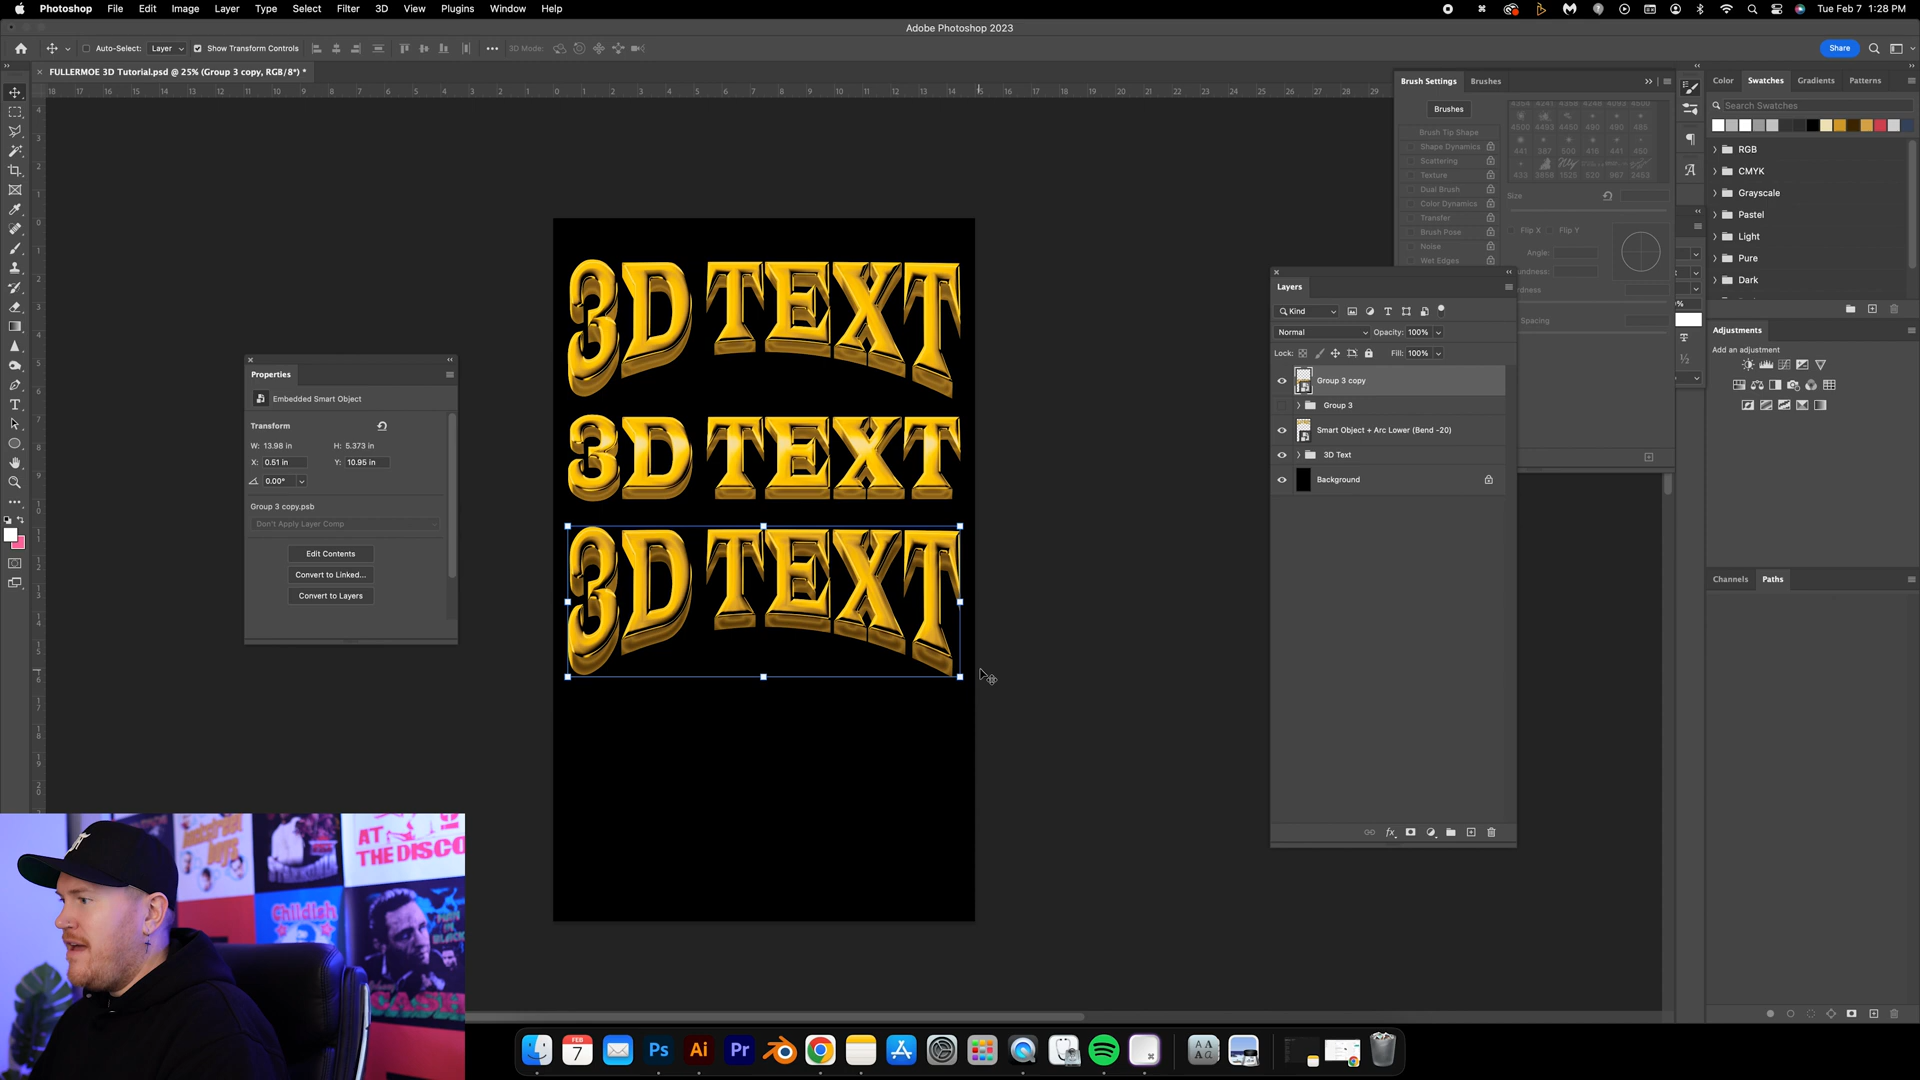 Photoshop File Edit Image Layer Type Select Filter 3D View Plugins Window Help
Tue Feb 7 1:28 PM
Adobe Photoshop 2023
Auto-Select: Layer Show Transform Controls 3D Mode: Share
FULLERMOE 3D Tutorial.psd @ 25% (Group 3 copy, RGB/8*) *
3D TEXT
3D TEXT
3D TEXT
Properties
Embedded Smart Object
Transform
W: 13.98 in H: 5.373 in
X: 0.51 in Y: 10.95 in
0.00°
Group 3 copy.psb
Don't Apply Layer Comp
Edit Contents
Convert to Linked...
Convert to Layers
Brush Settings Brushes
Brushes
Brush Tip Shape
Shape Dynamics
Scattering
Texture
Dual Brush
Color Dynamics
Transfer
Brush Pose
Noise
Wet Edges
Size
Flip X Flip Y
Angle:
Spacing
Layers
Kind
Normal Opacity: 100%
Lock: Fill: 100%
Group 3 copy
Group 3
Smart Object + Arc Lower (Bend -20)
3D Text
Background
Color Swatches Gradients Patterns
Search Swatches
RGB
CMYK
Grayscale
Pastel
Light
Pure
Dark
Adjustments
Add an adjustment
Channels Paths
AT
THE DISCO
Childish
CASH
FEB
7
Ps Ai Pr